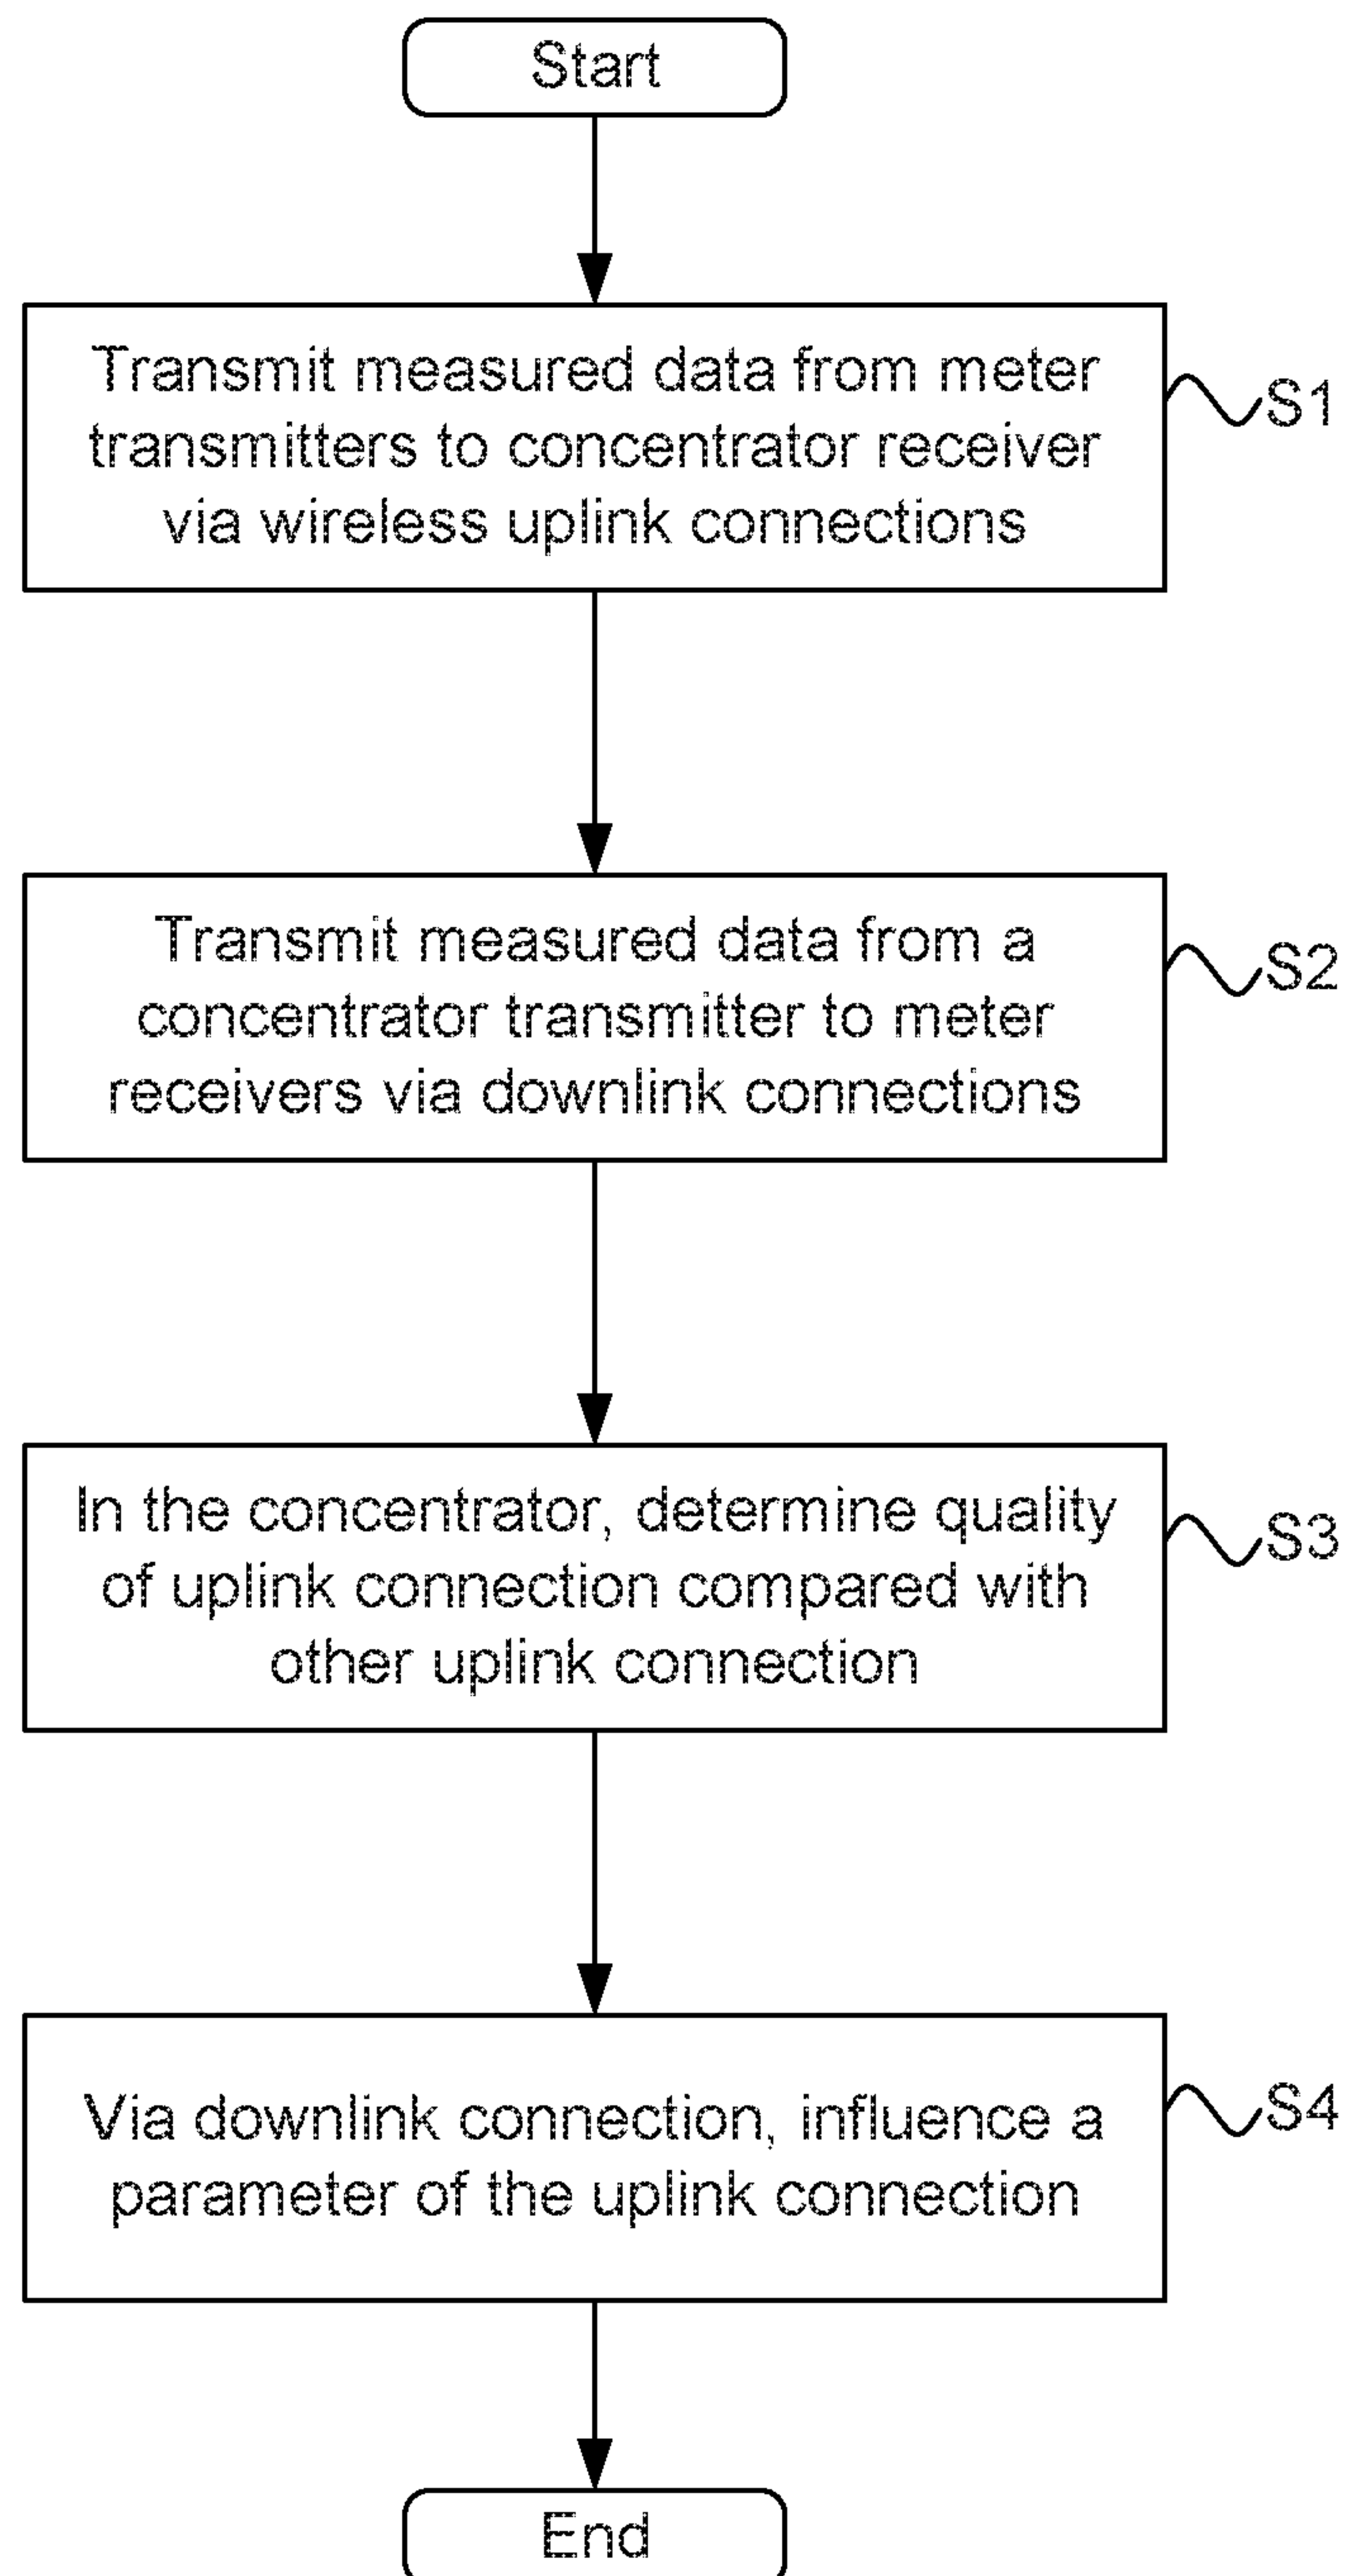 Start
Transmit measured data from meter
transmitters to concentrator receiver
via wireless uplink connections
S1
Transmit measured data from a
concentrator transmitter to meter
receivers via downlink connections
S2
In the concentrator, determine quality
of uplink connection compared with
other uplink connection
S3
Via downlink connection, influence a
parameter of the uplink connection
S4
End